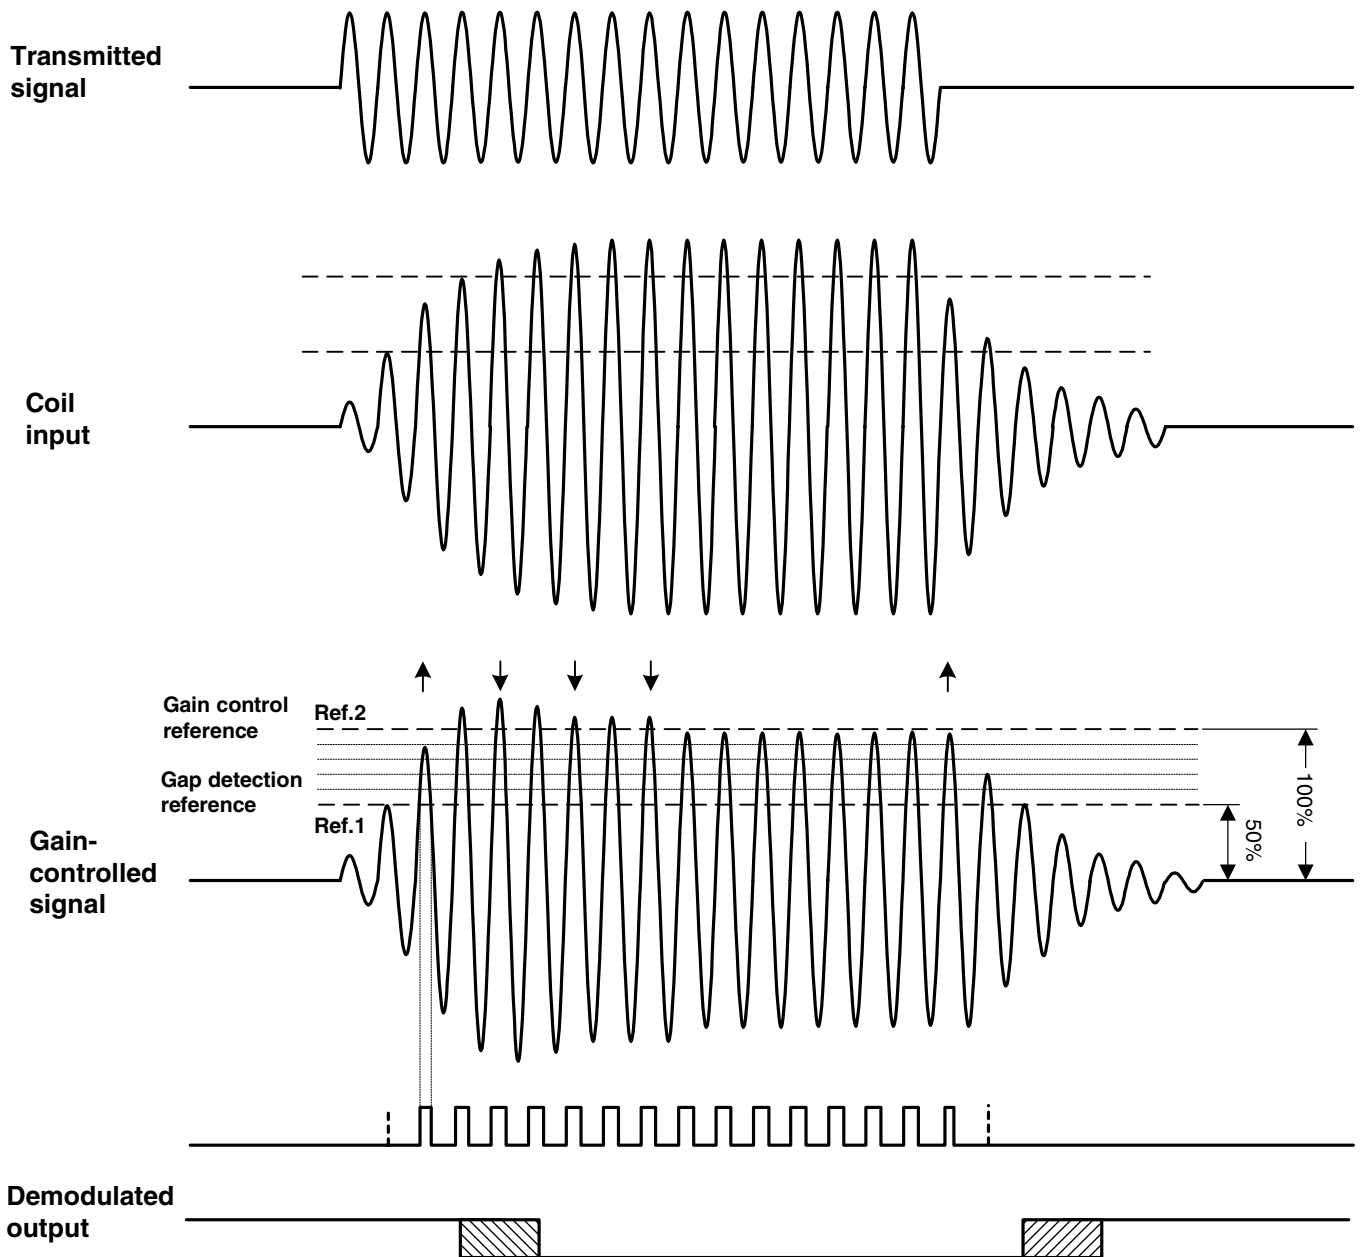 Transmitted
signal
Coil
input
Gain control
reference
Ref.2
Gap detection
reference
Ref.1
100%
50%
Gain-
controlled
signal
Demodulated
output